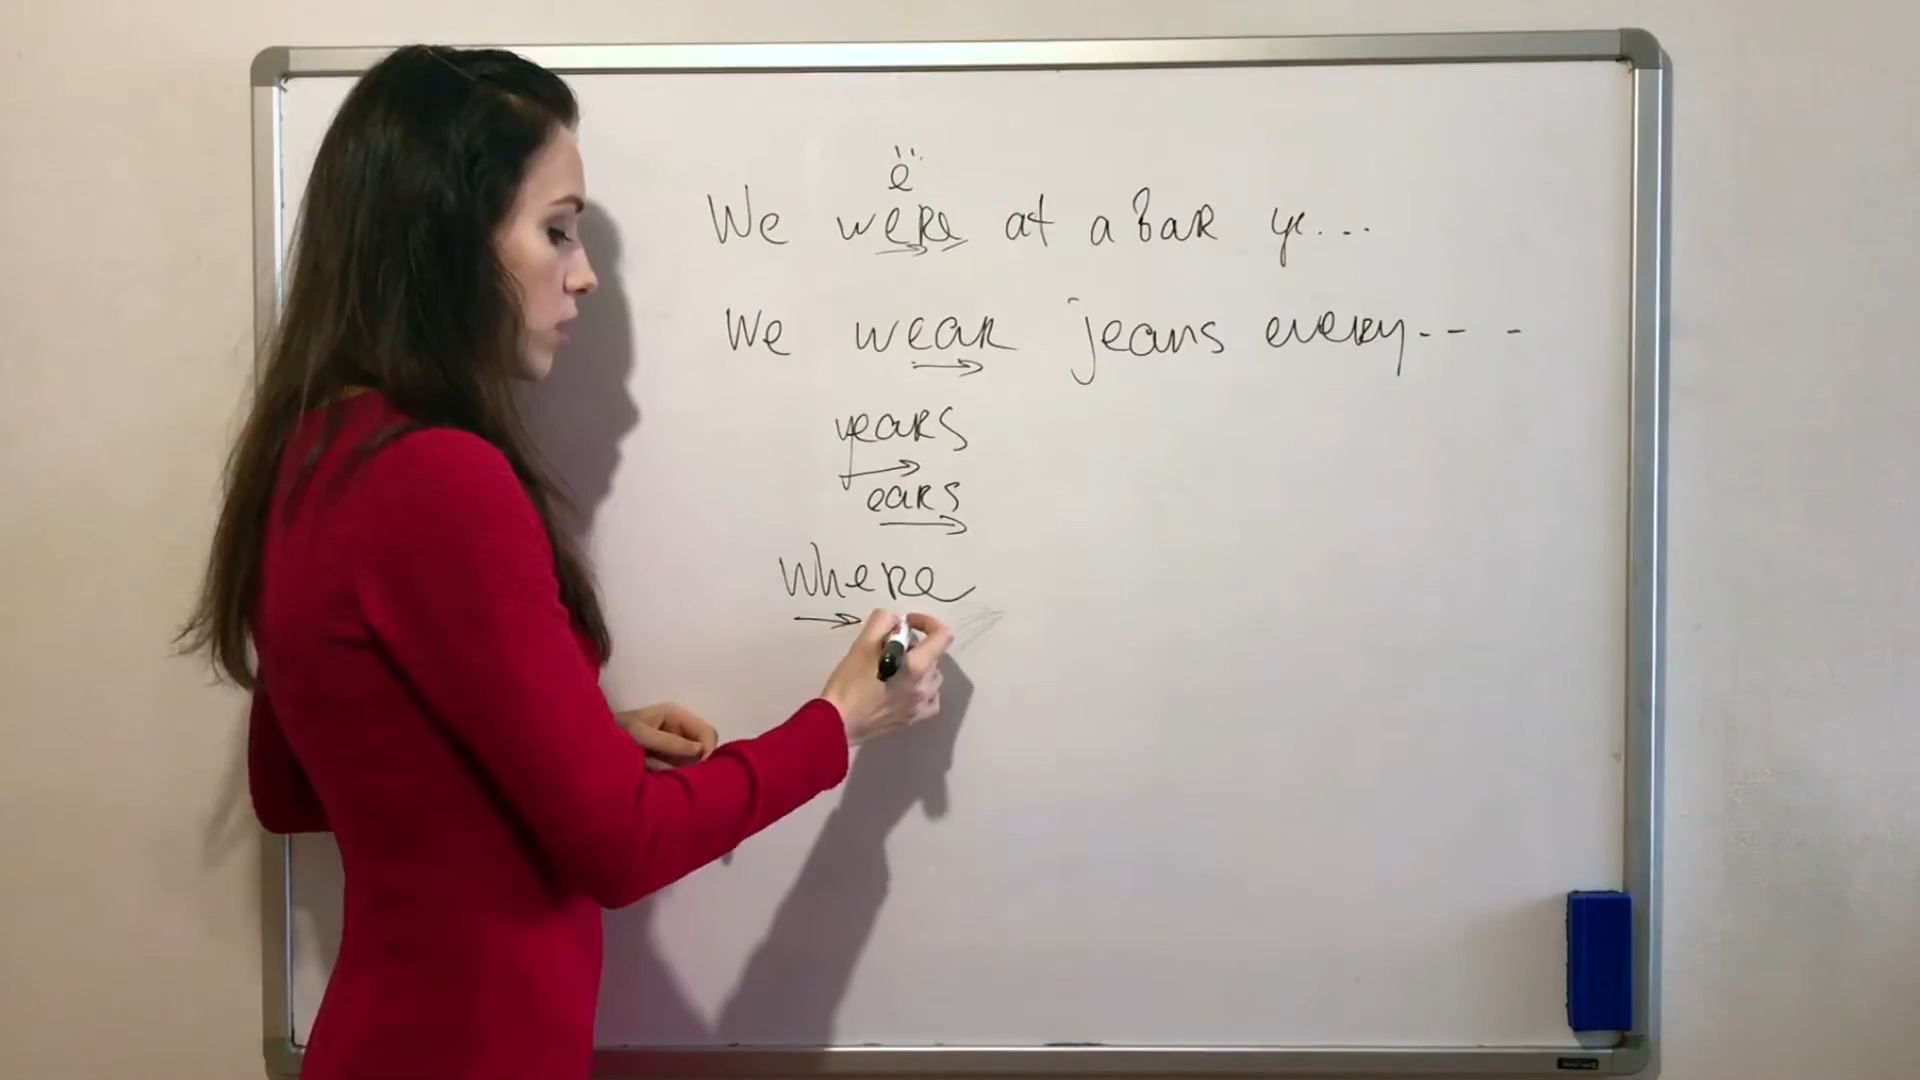 ё
We were at a bar ye...
We wear jeans every- - -
years
ears
where